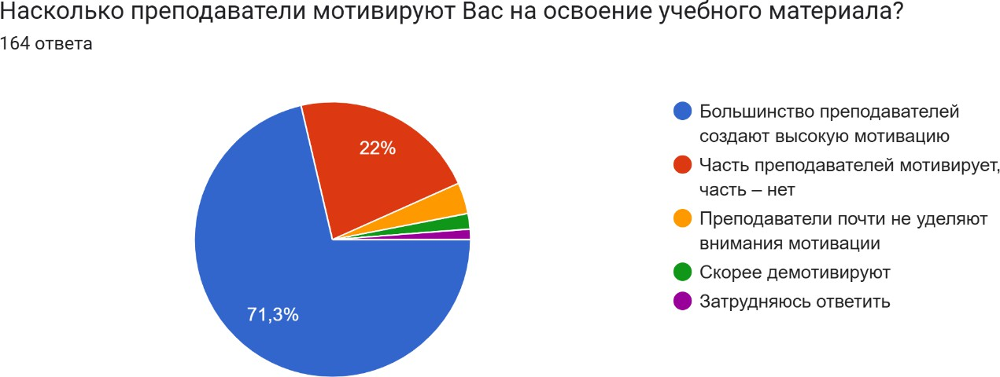 Насколько преподаватели мотивируют Вас на освоение учебного материала?
164 ответа
22%
71,3%
Большинство преподавателей
создают высокую мотивацию
Часть преподавателей мотивирует,
часть – нет
Преподаватели почти не уделяют
внимания мотивации
Скорее демотивируют
Затрудняюсь ответить